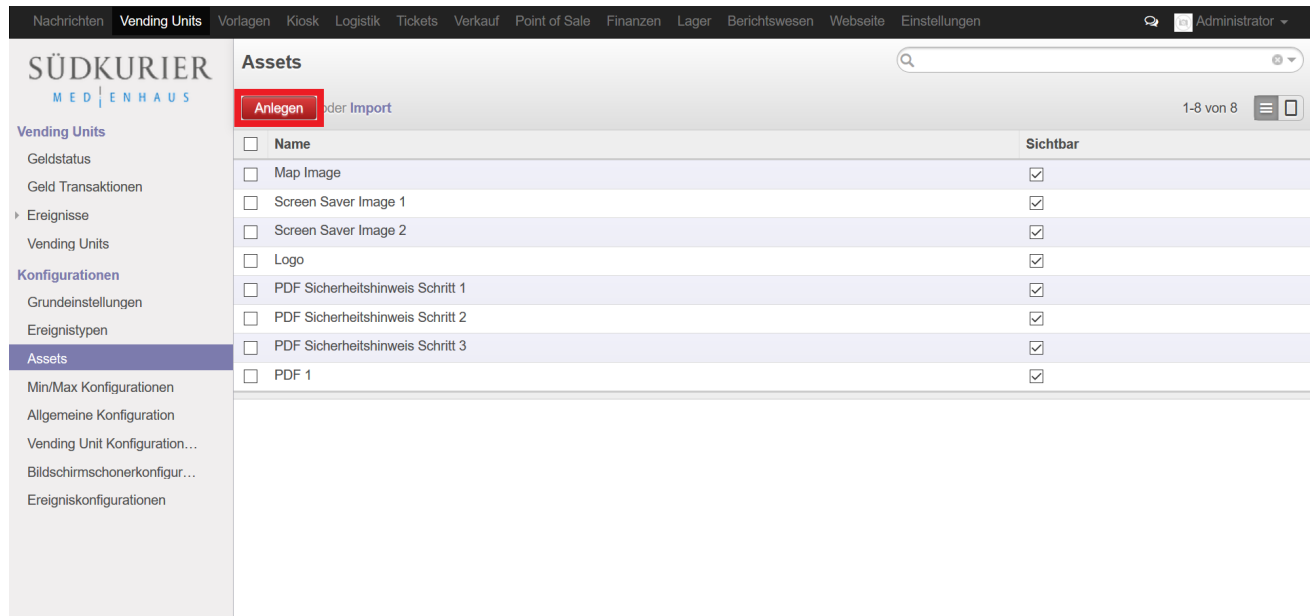 Nachrichten Vending Units Vorlagen Kiosk Logistik Tickets Verkauf Point of Sale Finanzen Lager Berichtswesen Webseite Einstellungen Administrator
SÜDKURIER
MEDIENHAUS
Vending Units
Geldstatus
Geld Transaktionen
Ereignisse
Vending Units
Konfigurationen
Grundeinstellungen
Ereignistypen
Assets
Min/Max Konfigurationen
Allgemeine Konfiguration
Vending Unit Konfiguration…
Bildschirmschonerkonfigur…
Ereigniskonfigurationen
Assets
Anlegen oder Import
1-8 von 8
Name Sichtbar
Map Image
Screen Saver Image 1
Screen Saver Image 2
Logo
PDF Sicherheitshinweis Schritt 1
PDF Sicherheitshinweis Schritt 2
PDF Sicherheitshinweis Schritt 3
PDF 1